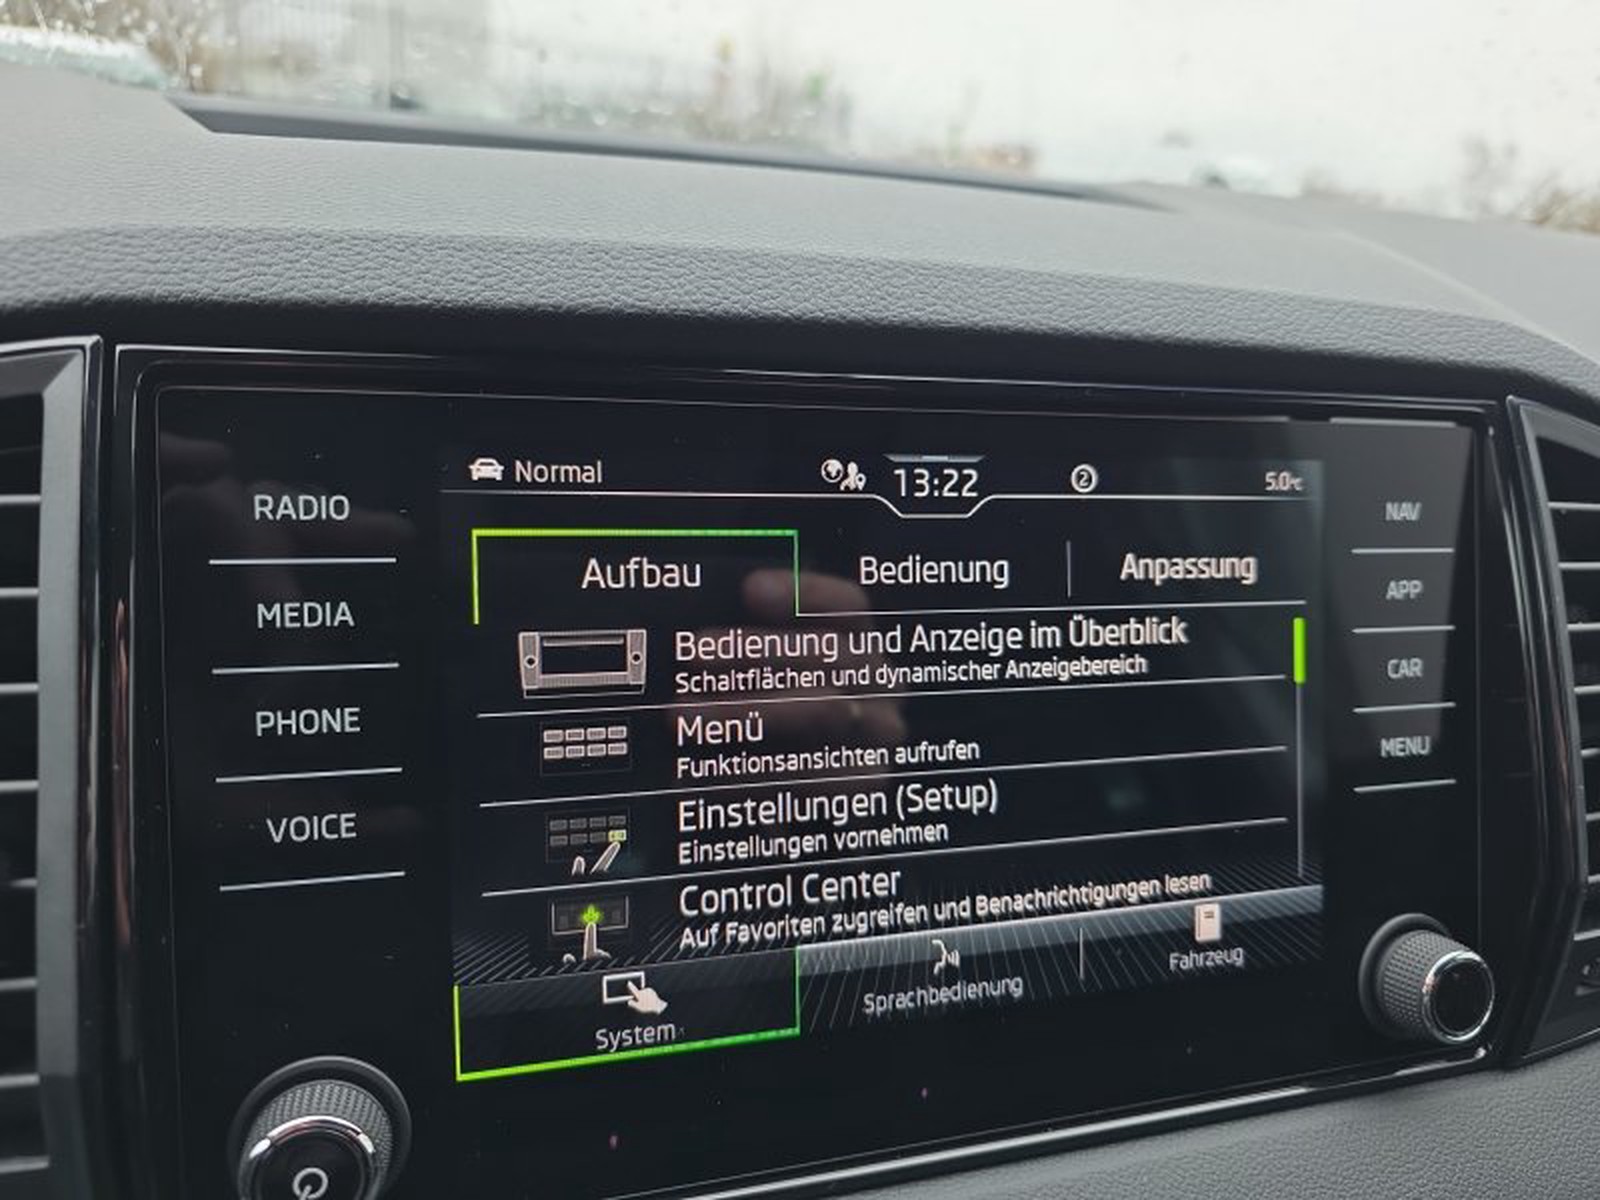 Normal
13:22
2
5.0°C
RADIO
MEDIA
PHONE
VOICE
Aufbau
Bedienung
Anpassung
Bedienung und Anzeige im Überblick
Schaltflächen und dynamischer Anzeigebereich
Menü
Funktionsansichten aufrufen
Einstellungen (Setup)
Einstellungen vornehmen
Control Center
Auf Favoriten zugreifen und Benachrichtigungen lesen
System
Sprachbedienung
Fahrzeug
NAV
APP
CAR
MENU